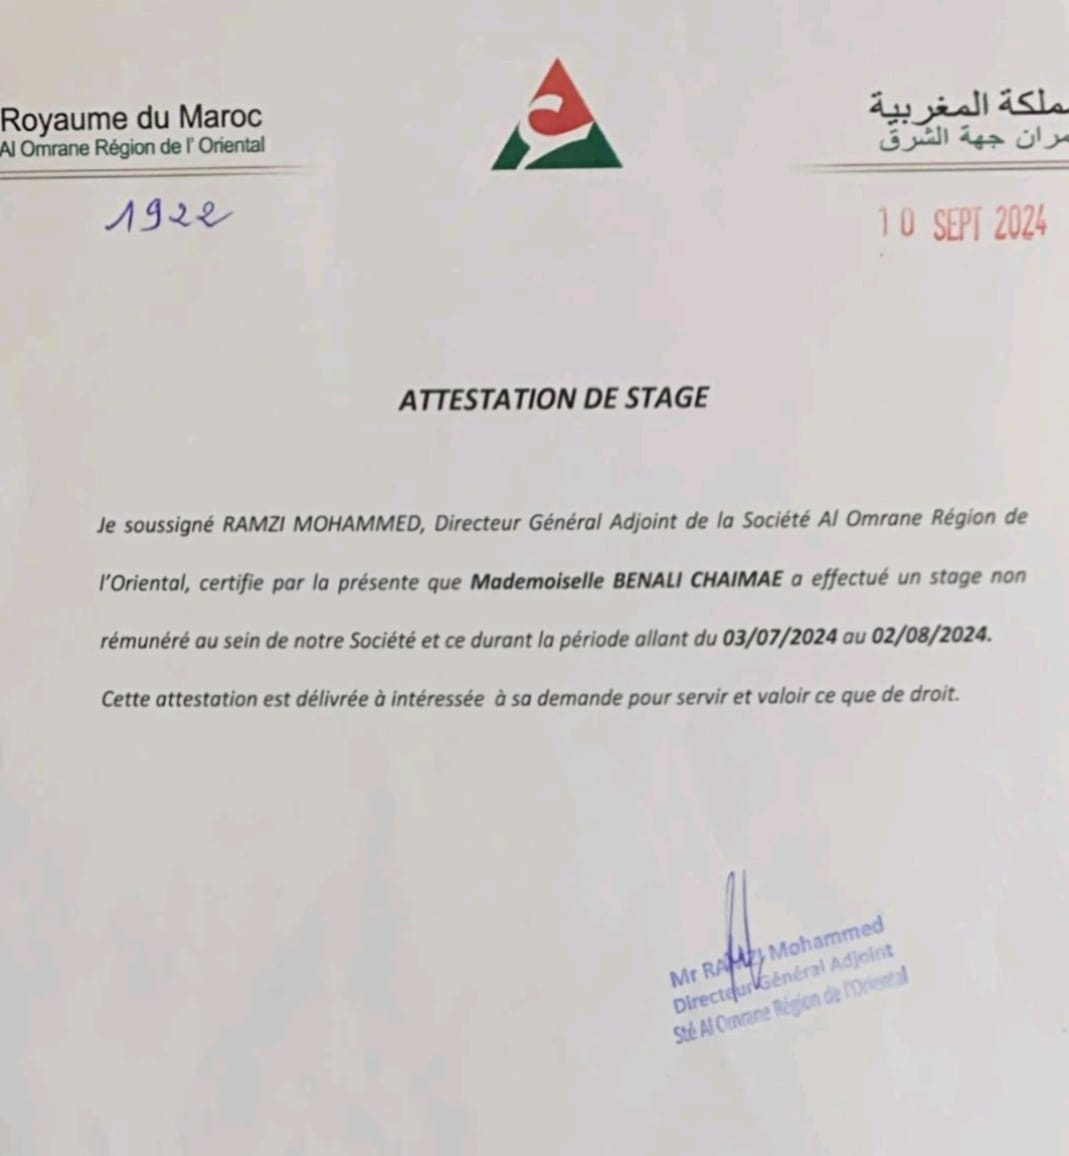 Royaume du Maroc
Al Omrane Région de l' Oriental
المغربية
جهة الشرق
1922
10 SEPT 2024
ATTESTATION DE STAGE
Je soussigné RAMZI MOHAMMED, Directeur Général Adjoint de la Société Al Omrane Région de
l'Oriental, certifie par la présente que Mademoiselle BENALI CHAIMAE a effectué un stage non
rémunéré au sein de notre Société et ce durant la période allant du 03/07/2024 au 02/08/2024.
Cette attestation est délivrée à intéressée à sa demande pour servir et valoir ce que de droit.
Mr RAMZI Mohammed
Directeur Général Adjoint
Sté Al Omrane Région de l'Oriental